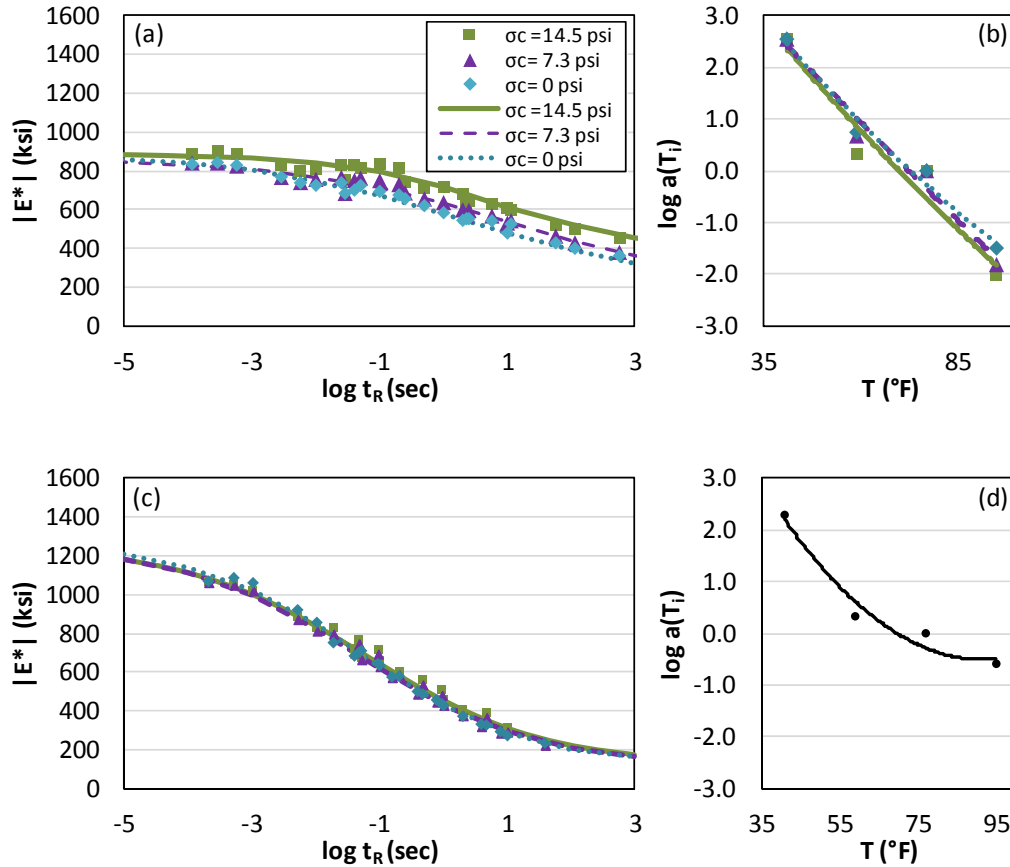 (a)
|E*| (ksi)
1600
1400
1200
1000
800
600
400
200
0
-5 -3 -1 1 3
log tR (sec)
σc =14.5 psi
σc= 7.3 psi
σc= 0 psi
σc =14.5 psi
σc= 7.3 psi
σc= 0 psi
(b)
log a(Ti)
3.0
2.0
1.0
0.0
-1.0
-2.0
-3.0
35 85
T (°F)
(c)
|E*| (ksi)
1600
1400
1200
1000
800
600
400
200
0
-5 -3 -1 1 3
log tR (sec)
(d)
log a(Ti)
3.0
2.0
1.0
0.0
-1.0
-2.0
-3.0
35 55 75 95
T (°F)